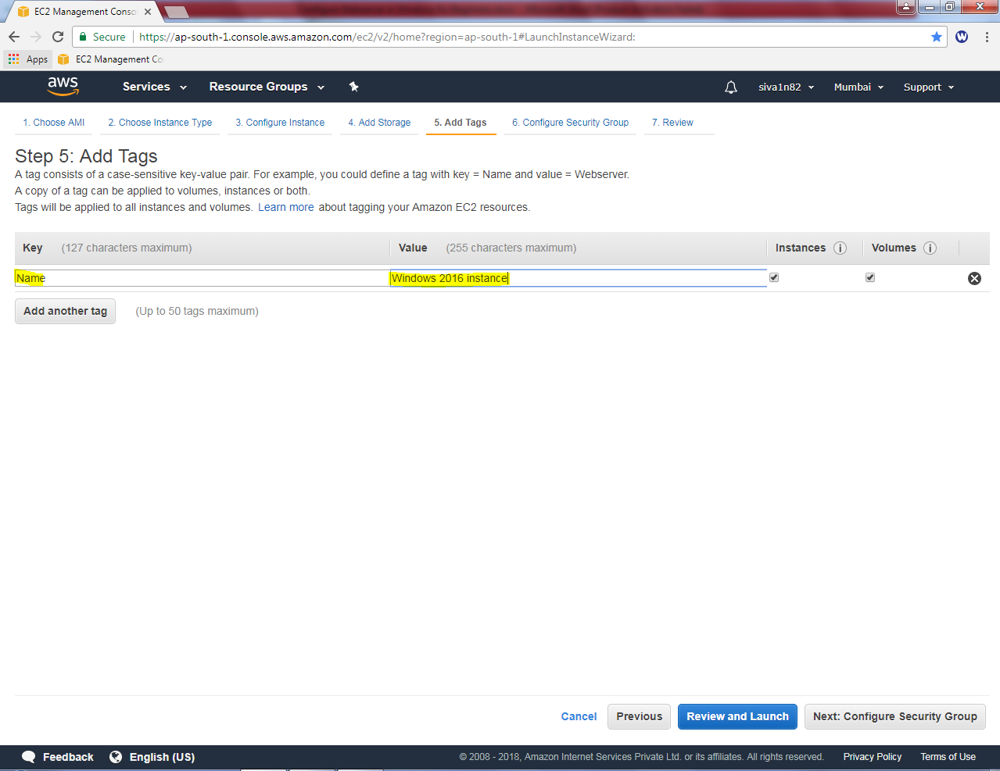 EC2 Management Conso
Secure https://ap-south-1.console.aws.amazon.com/ec2/v2/home?region=ap-south-1#LaunchInstanceWizard:
W
Apps EC2 Management Co
aws Services Resource Groups siva1n82 Mumbai Support
1. Choose AMI 2. Choose Instance Type 3. Configure Instance 4. Add Storage 5. Add Tags 6. Configure Security Group 7. Review
Step 5: Add Tags
A tag consists of a case-sensitive key-value pair. For example, you could define a tag with key = Name and value = Webserver.
A copy of a tag can be applied to volumes, instances or both.
Tags will be applied to all instances and volumes. Learn more about tagging your Amazon EC2 resources.
Key (127 characters maximum) Value (255 characters maximum) Instances i Volumes i
Name Windows 2016 instance
Add another tag (Up to 50 tags maximum)
Cancel Previous Review and Launch Next: Configure Security Group
Feedback English (US) © 2008 - 2018, Amazon Internet Services Private Ltd. or its affiliates. All rights reserved. Privacy Policy Terms of Use